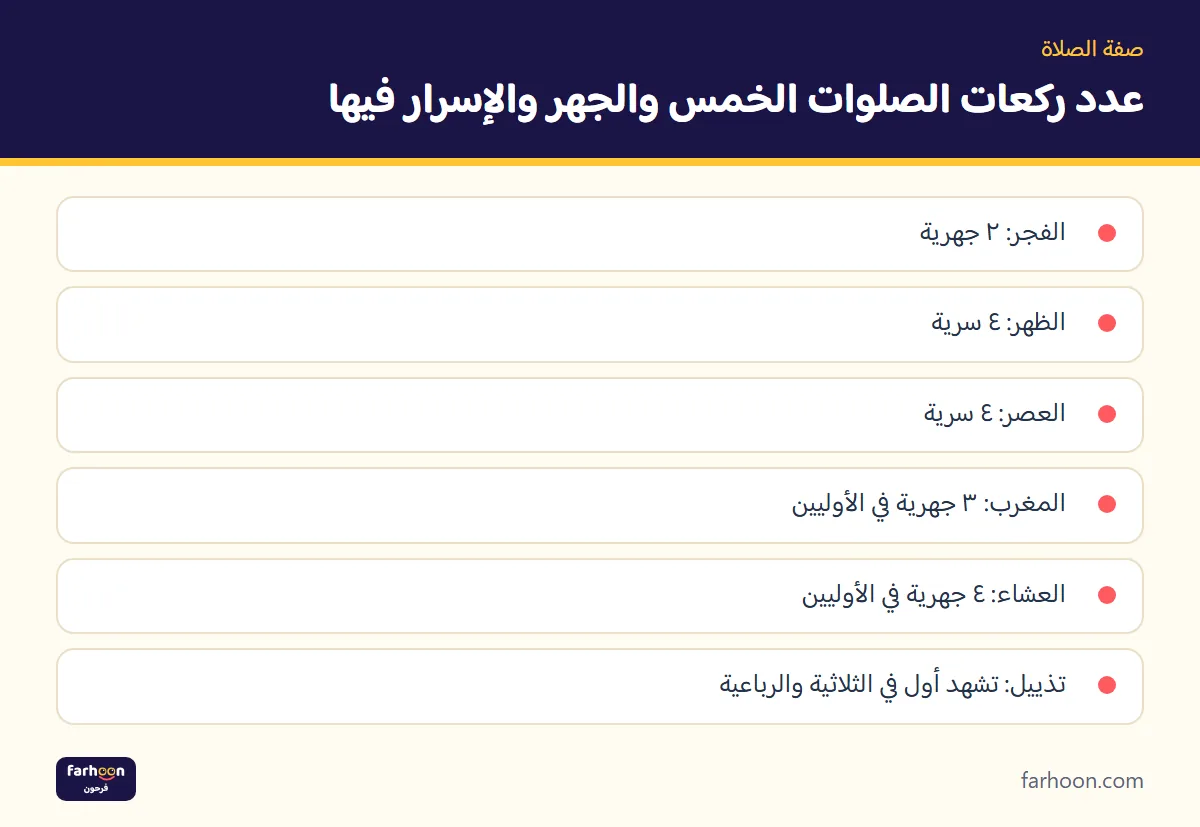 صفة الصلاة
عدد ركعات الصلوات الخمس والجهر والإسرار فيها
الفجر: ٢ جهرية
الظهر: ٤ سرية
العصر: ٤ سرية
المغرب: ٣ جهرية في الأوليين
العشاء: ٤ جهرية في الأوليين
تذييل: تشهد أول في الثلاثية والرباعية
farhoon.com
farhoon
فرحون